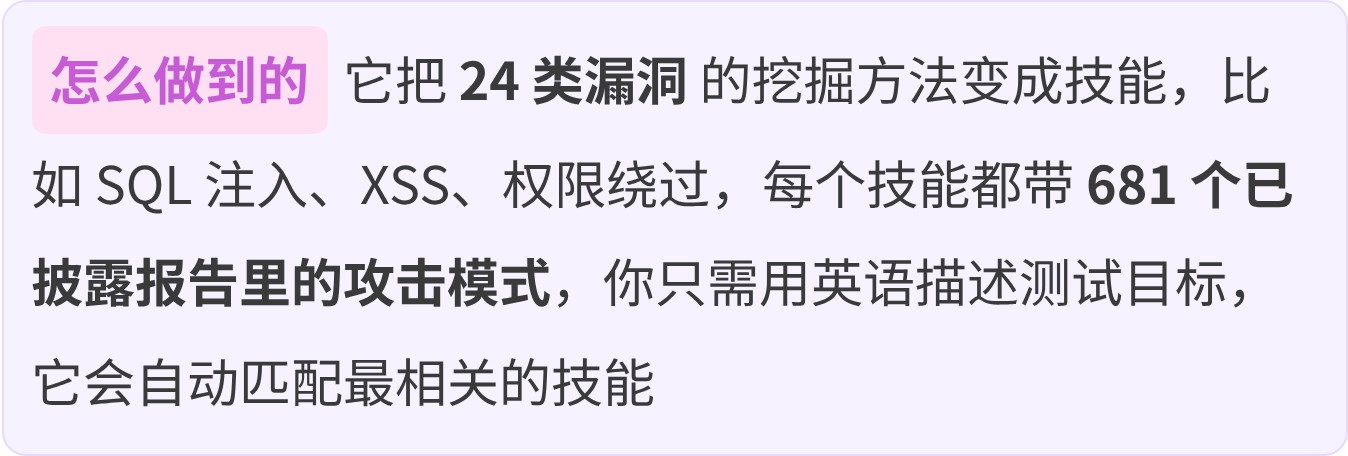 怎么做到的 它把 24 类漏洞 的挖掘方法变成技能，比
如 SQL 注入、XSS、权限绕过，每个技能都带 681 个已
披露报告里的攻击模式，你只需用英语描述测试目标，
它会自动匹配最相关的技能